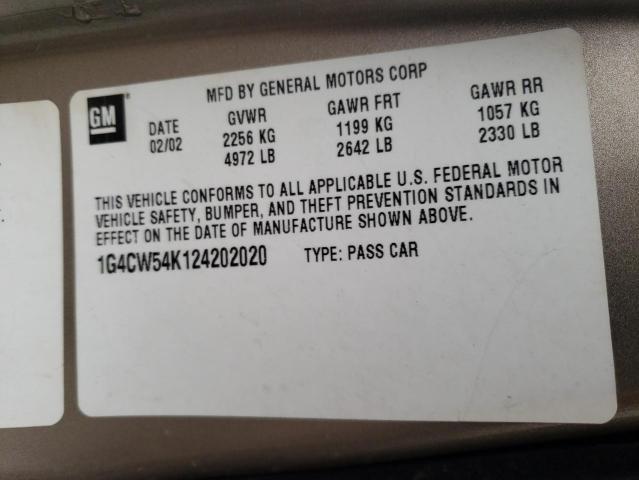 GM
MFD BY GENERAL MOTORS CORP
DATE GVWR GAWR FRT GAWR RR
02/02 2256 KG 1199 KG 1057 KG
4972 LB 2642 LB 2330 LB
THIS VEHICLE CONFORMS TO ALL APPLICABLE U.S. FEDERAL MOTOR
VEHICLE SAFETY, BUMPER, AND THEFT PREVENTION STANDARDS IN
EFFECT ON THE DATE OF MANUFACTURE SHOWN ABOVE.
1G4CW54K124202020 TYPE: PASS CAR